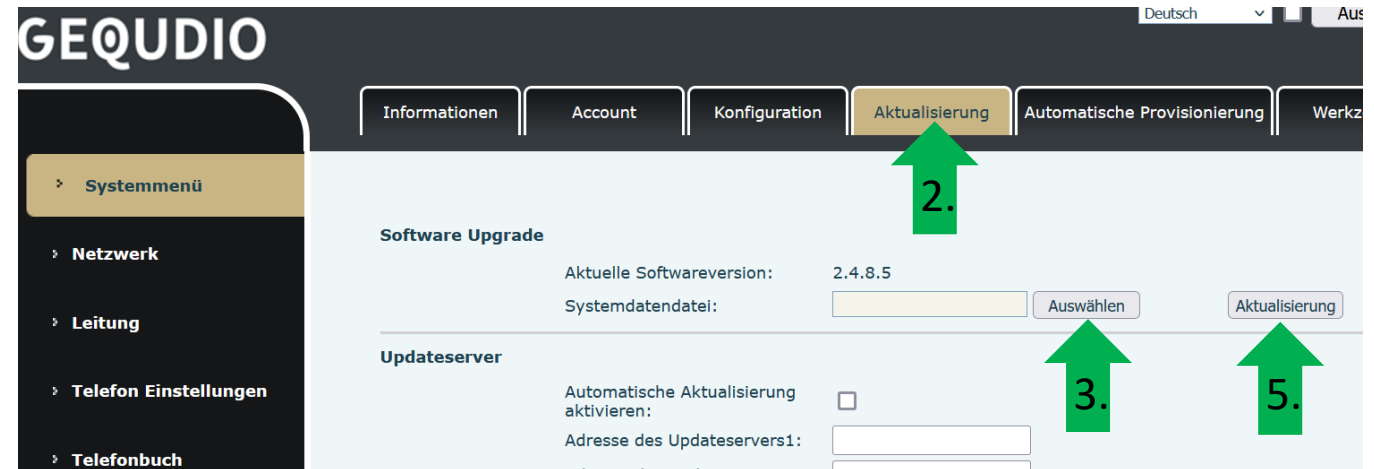 GEQUDIO
Deutsch
Informationen
Account
Konfiguration
Aktualisierung
Automatische Provisionierung
2.
Systemmenü
Netzwerk
Leitung
Telefon Einstellungen
Telefonbuch
Software Upgrade
Aktuelle Softwareversion: 2.4.8.5
Systemdatendatei:
Auswählen
Aktualisierung
3.
5.
Updateserver
Automatische Aktualisierung
aktivieren:
Adresse des Updateservers1: